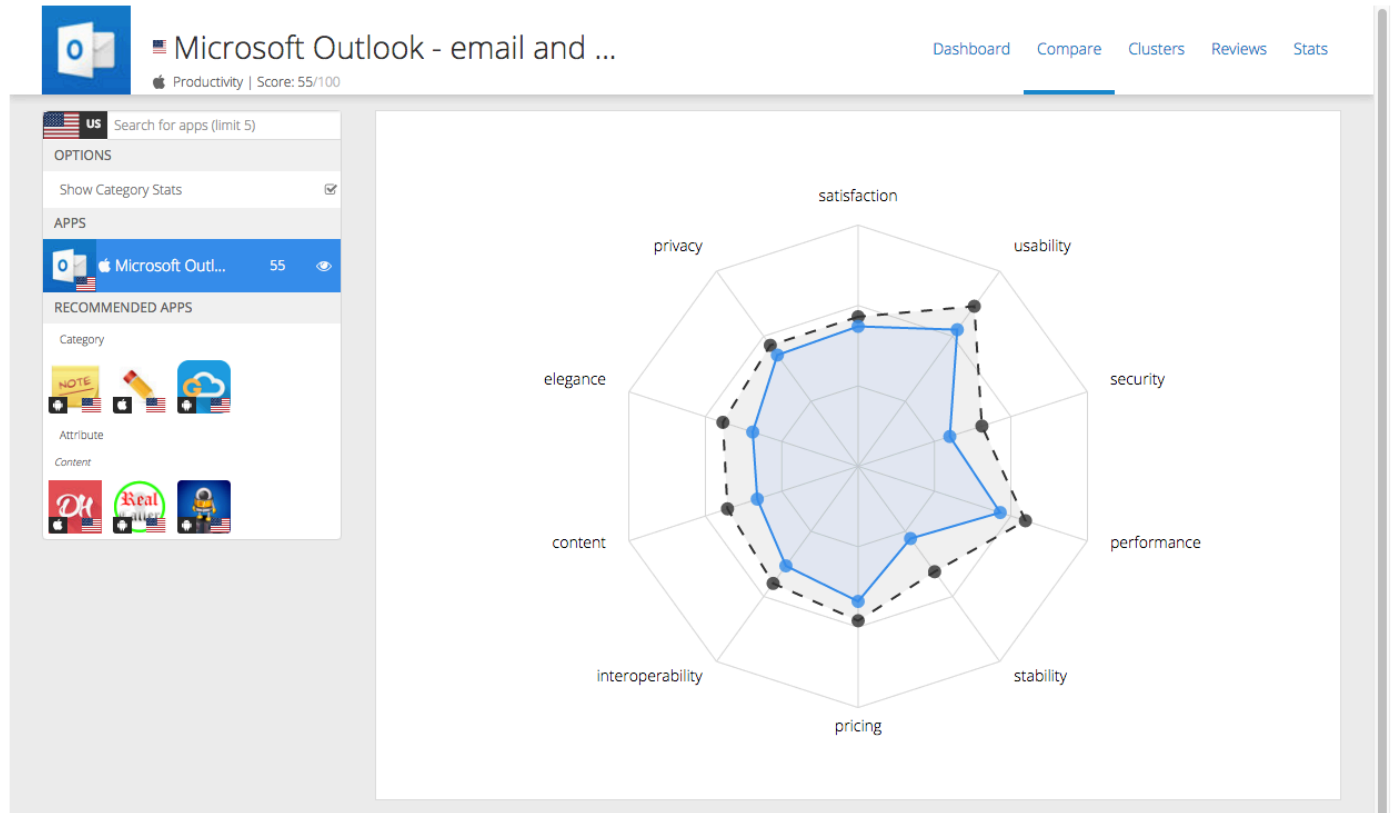 Microsoft Outlook - email and ...
Productivity | Score: 55/100
Dashboard Compare Clusters Reviews Stats
US Search for apps (limit 5)
OPTIONS
Show Category Stats
APPS
Microsoft Outl... 55
RECOMMENDED APPS
Category
NOTE
G
Attribute
Content
DH
Real
satisfaction
usability
security
performance
stability
pricing
interoperability
content
elegance
privacy